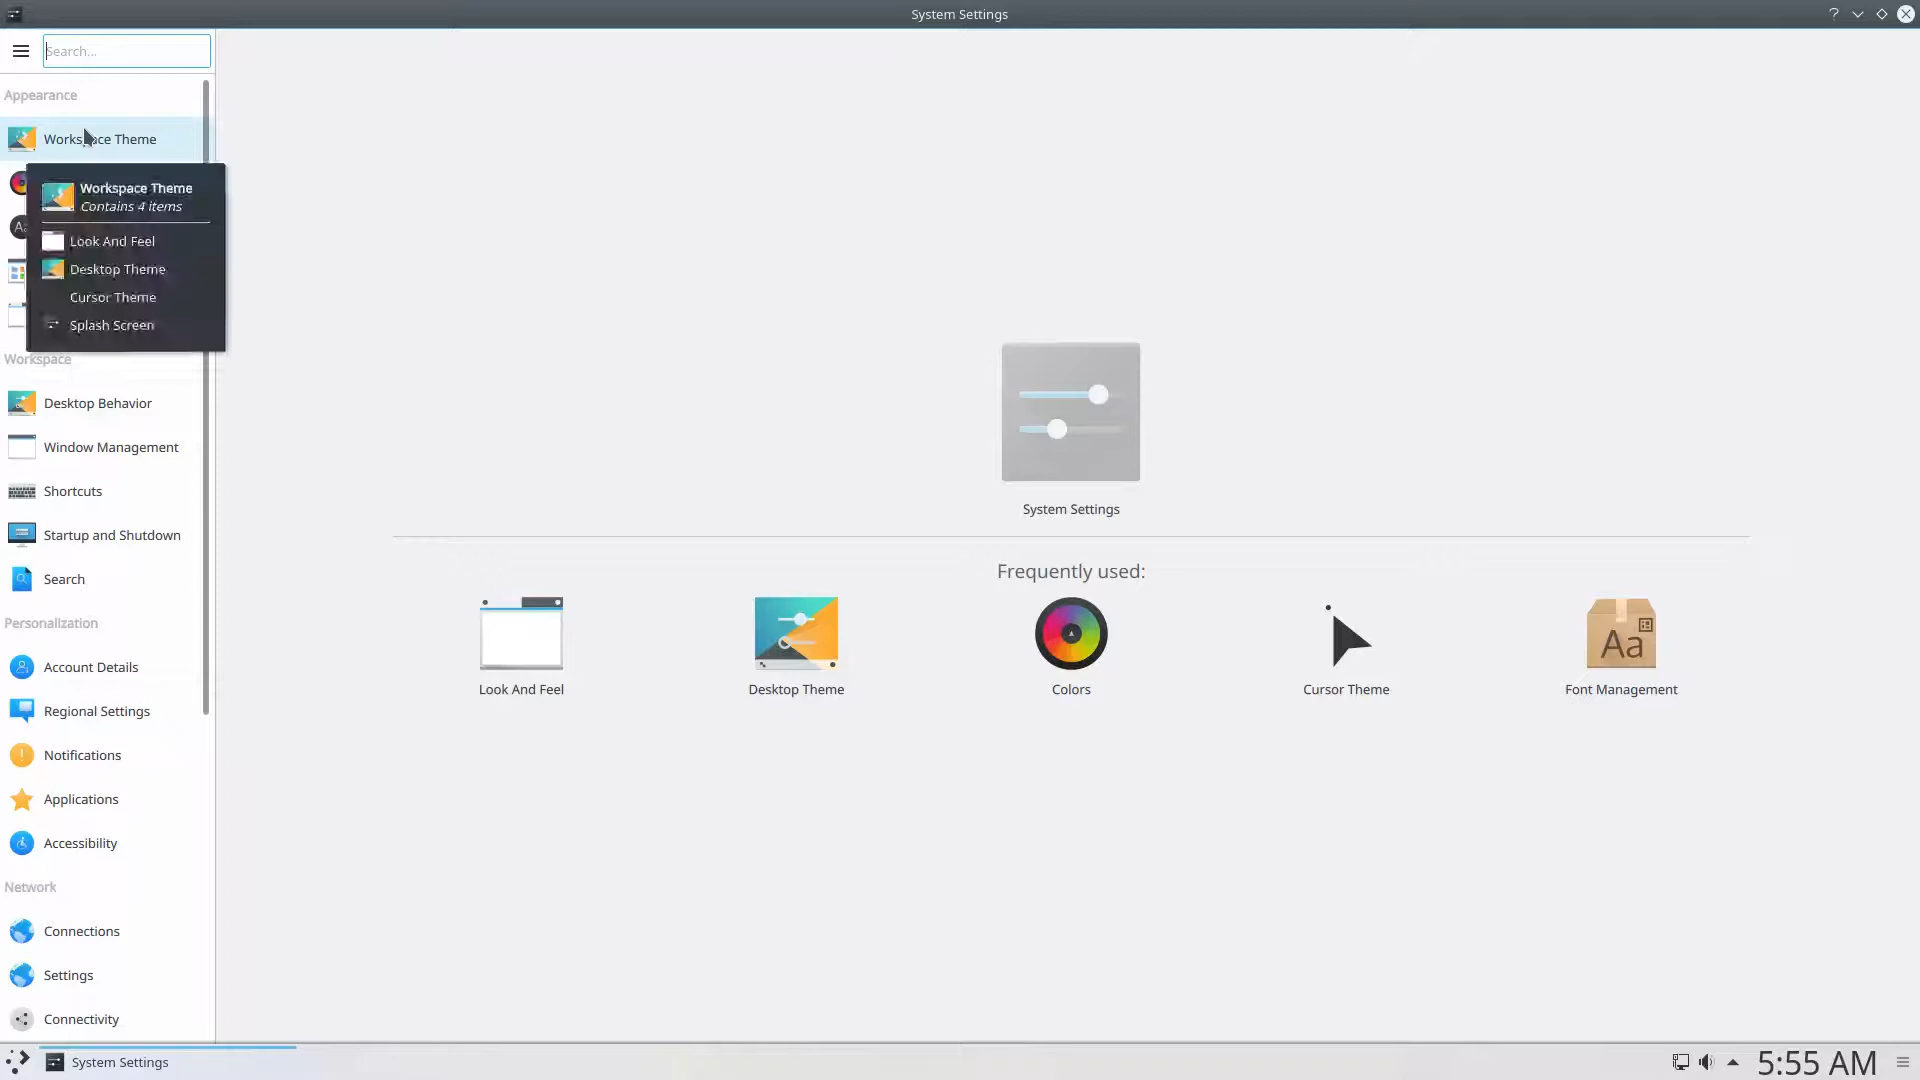 System Settings
Search...
Appearance
Workspace Theme
Workspace Theme
Contains 4 items
Look And Feel
Desktop Theme
Cursor Theme
Splash Screen
Workspace
Desktop Behavior
Window Management
Shortcuts
Startup and Shutdown
Search
Personalization
Account Details
Regional Settings
Notifications
Applications
Accessibility
Network
Connections
Settings
Connectivity
System Settings
Frequently used:
Look And Feel
Desktop Theme
Colors
Cursor Theme
Aa
Font Management
System Settings
5:55 AM